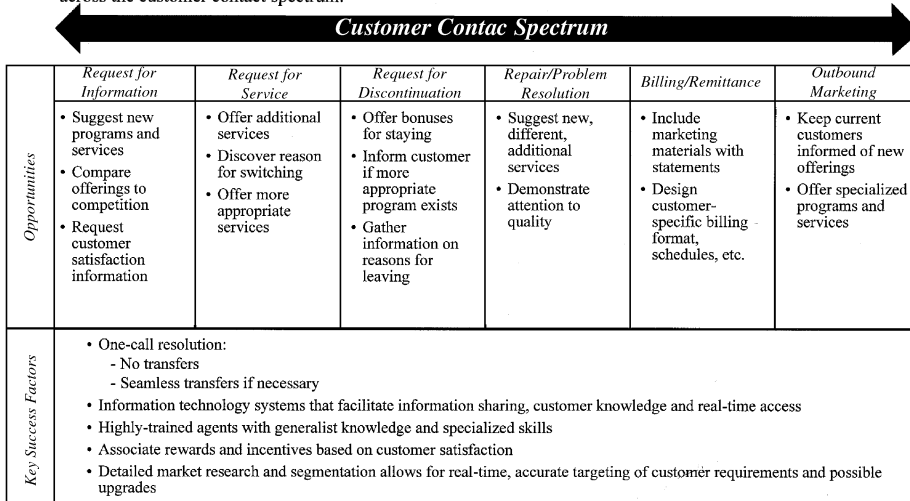 across the customer contact spectrum.
Customer Contac Spectrum
Request for
Information
Request for
Service
Request for
Discontinuation
Repair/Problem
Resolution
Billing/Remittance
Outbound
Marketing
Opportunities
• Suggest new
programs and
services
• Compare
offerings to
competition
• Request
customer
satisfaction
information
• Offer additional
services
• Discover reason
for switching
• Offer more
appropriate
services
• Offer bonuses
for staying
• Inform customer
if more
appropriate
program exists
• Gather
information on
reasons for
leaving
• Suggest new,
different,
additional
services
• Demonstrate
attention to
quality
• Include
marketing
materials with
statements
• Design
customer-
specific billing -
format,
schedules, etc.
• Keep current
customers
informed of new
offerings
• Offer specialized
programs and
services
Key Success Factors
• One-call resolution:
- No transfers
- Seamless transfers if necessary
• Information technology systems that facilitate information sharing, customer knowledge and real-time access
• Highly-trained agents with generalist knowledge and specialized skills
• Associate rewards and incentives based on customer satisfaction
• Detailed market research and segmentation allows for real-time, accurate targeting of customer requirements and possible
upgrades